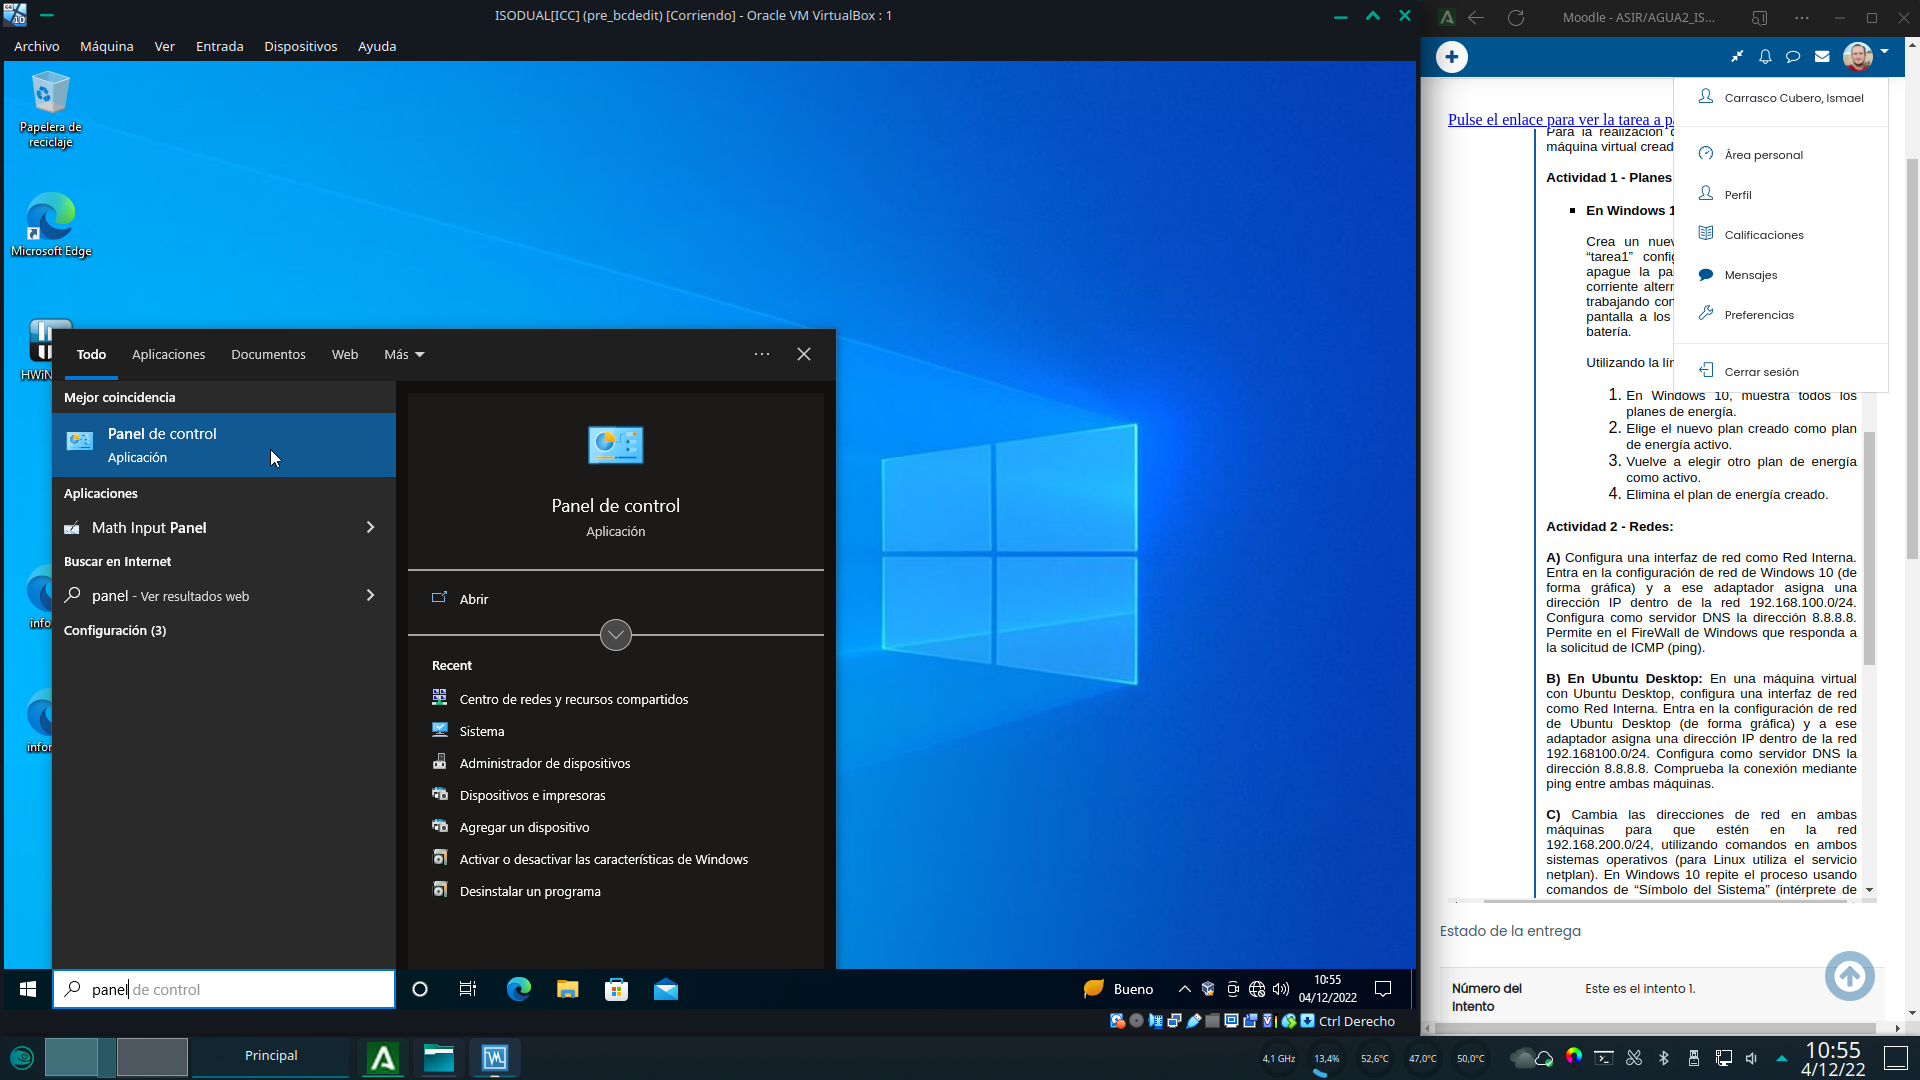 ISODUAL[ICC] (pre_bcdedit) [Corriendo] - Oracle VM VirtualBox : 1
Archivo Máquina Ver Entrada Dispositivos Ayuda
Papelera de
reciclaje
Microsoft Edge
HWiN
infor
infor
Todo Aplicaciones Documentos Web Más
Mejor coincidencia
Panel de control
Aplicación
Aplicaciones
Math Input Panel
Buscar en Internet
panel - Ver resultados web
Configuración (3)
Panel de control
Aplicación
Abrir
Recent
Centro de redes y recursos compartidos
Sistema
Administrador de dispositivos
Dispositivos e impresoras
Agregar un dispositivo
Activar o desactivar las características de Windows
Desinstalar un programa
panel de control
Bueno
10:55
04/12/2022
Ctrl Derecho
Moodle - ASIR/AGUA2_IS...
Carrasco Cubero, Ismael
Área personal
Perfil
Calificaciones
Mensajes
Preferencias
Cerrar sesión
Pulse el enlace para ver la tarea a pa
Para la realización
máquina virtual cread
Actividad 1 - Planes
En Windows 1
Crea un nuev
“tarea1” confi
apague la pa
corriente alterr
trabajando cor
pantalla a los
batería.
Utilizando la lír
1. En Windows 10, muestra todos los
planes de energía.
2. Elige el nuevo plan creado como plan
de energía activo.
3. Vuelve a elegir otro plan de energía
como activo.
4. Elimina el plan de energía creado.
Actividad 2 - Redes:
A) Configura una interfaz de red como Red Interna.
Entra en la configuración de red de Windows 10 (de
forma gráfica) y a ese adaptador asigna una
dirección IP dentro de la red 192.168.100.0/24.
Configura como servidor DNS la dirección 8.8.8.8.
Permite en el FireWall de Windows que responda a
la solicitud de ICMP (ping).
B) En Ubuntu Desktop: En una máquina virtual
con Ubuntu Desktop, configura una interfaz de red
como Red Interna. Entra en la configuración de red
de Ubuntu Desktop (de forma gráfica) y a ese
adaptador asigna una dirección IP dentro de la red
192.168100.0/24. Configura como servidor DNS la
dirección 8.8.8.8. Comprueba la conexión mediante
ping entre ambas máquinas.
C) Cambia las direcciones de red en ambas
máquinas para que estén en la red
192.168.200.0/24, utilizando comandos en ambos
sistemas operativos (para Linux utiliza el servicio
netplan). En Windows 10 repite el proceso usando
comandos de “Símbolo del Sistema” (intérprete de
Estado de la entrega
Número del
intento
Este es el intento 1.
Principal
4,1 GHz 13,4% 52,6°C 47,0°C 50,0°C
10:55
4/12/22